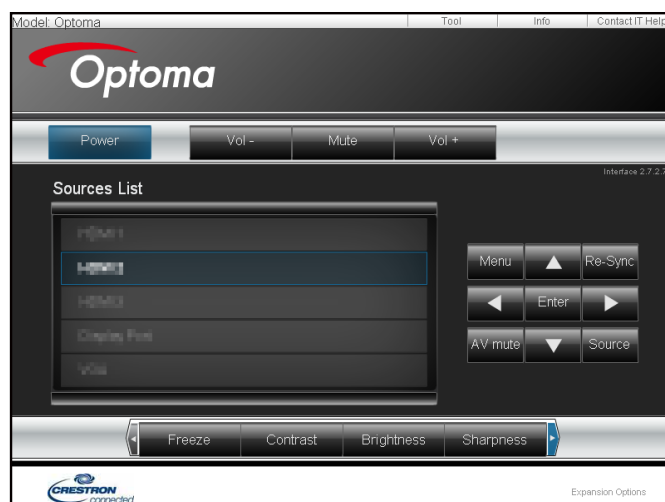 Model: Optoma
Tool
Info
Contact IT Help
Optoma
Power
Vol -
Mute
Vol +
Interface 2.7.2.7
Sources List
Menu
Re-Sync
Enter
AV mute
Source
Freeze
Contrast
Brightness
Sharpness
CRESTRON
connected
Expansion Options